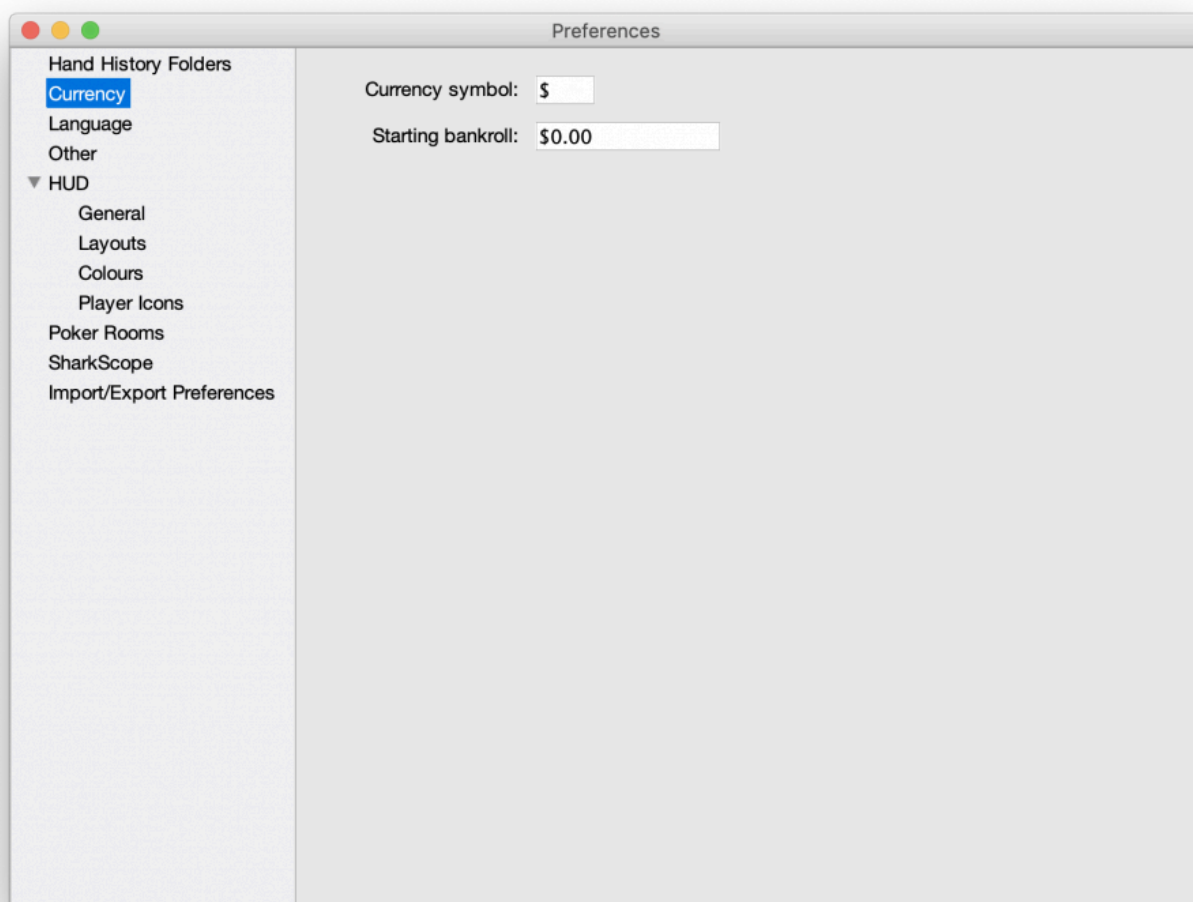 Preferences
Hand History Folders
Currency
Language
Other
HUD
General
Layouts
Colours
Player Icons
Poker Rooms
SharkScope
Import/Export Preferences
Currency symbol: $
Starting bankroll: $0.00